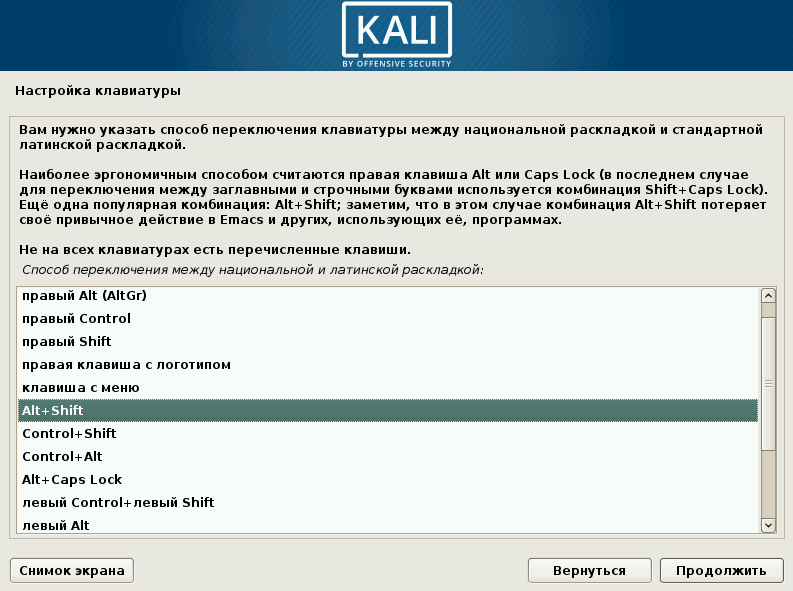 KALI
BY OFFENSIVE SECURITY
Настройка клавиатуры
Вам нужно указать способ переключения клавиатуры между национальной раскладкой и стандартной
латинской раскладкой.
Наиболее эргономичным способом считаются правая клавиша Alt или Caps Lock (в последнем случае
для переключения между заглавными и строчными буквами используется комбинация Shift+Caps Lock).
Ещё одна популярная комбинация: Alt+Shift; заметим, что в этом случае комбинация Alt+Shift потеряет
своё привычное действие в Emacs и других, использующих её, программах.
Не на всех клавиатурах есть перечисленные клавиши.
Способ переключения между национальной и латинской раскладкой:
правый Alt (AltGr)
правый Control
правый Shift
правая клавиша с логотипом
клавиша с меню
Alt+Shift
Control+Shift
Control+Alt
Alt+Caps Lock
левый Control+левый Shift
левый Alt
Снимок экрана
Вернуться
Продолжить